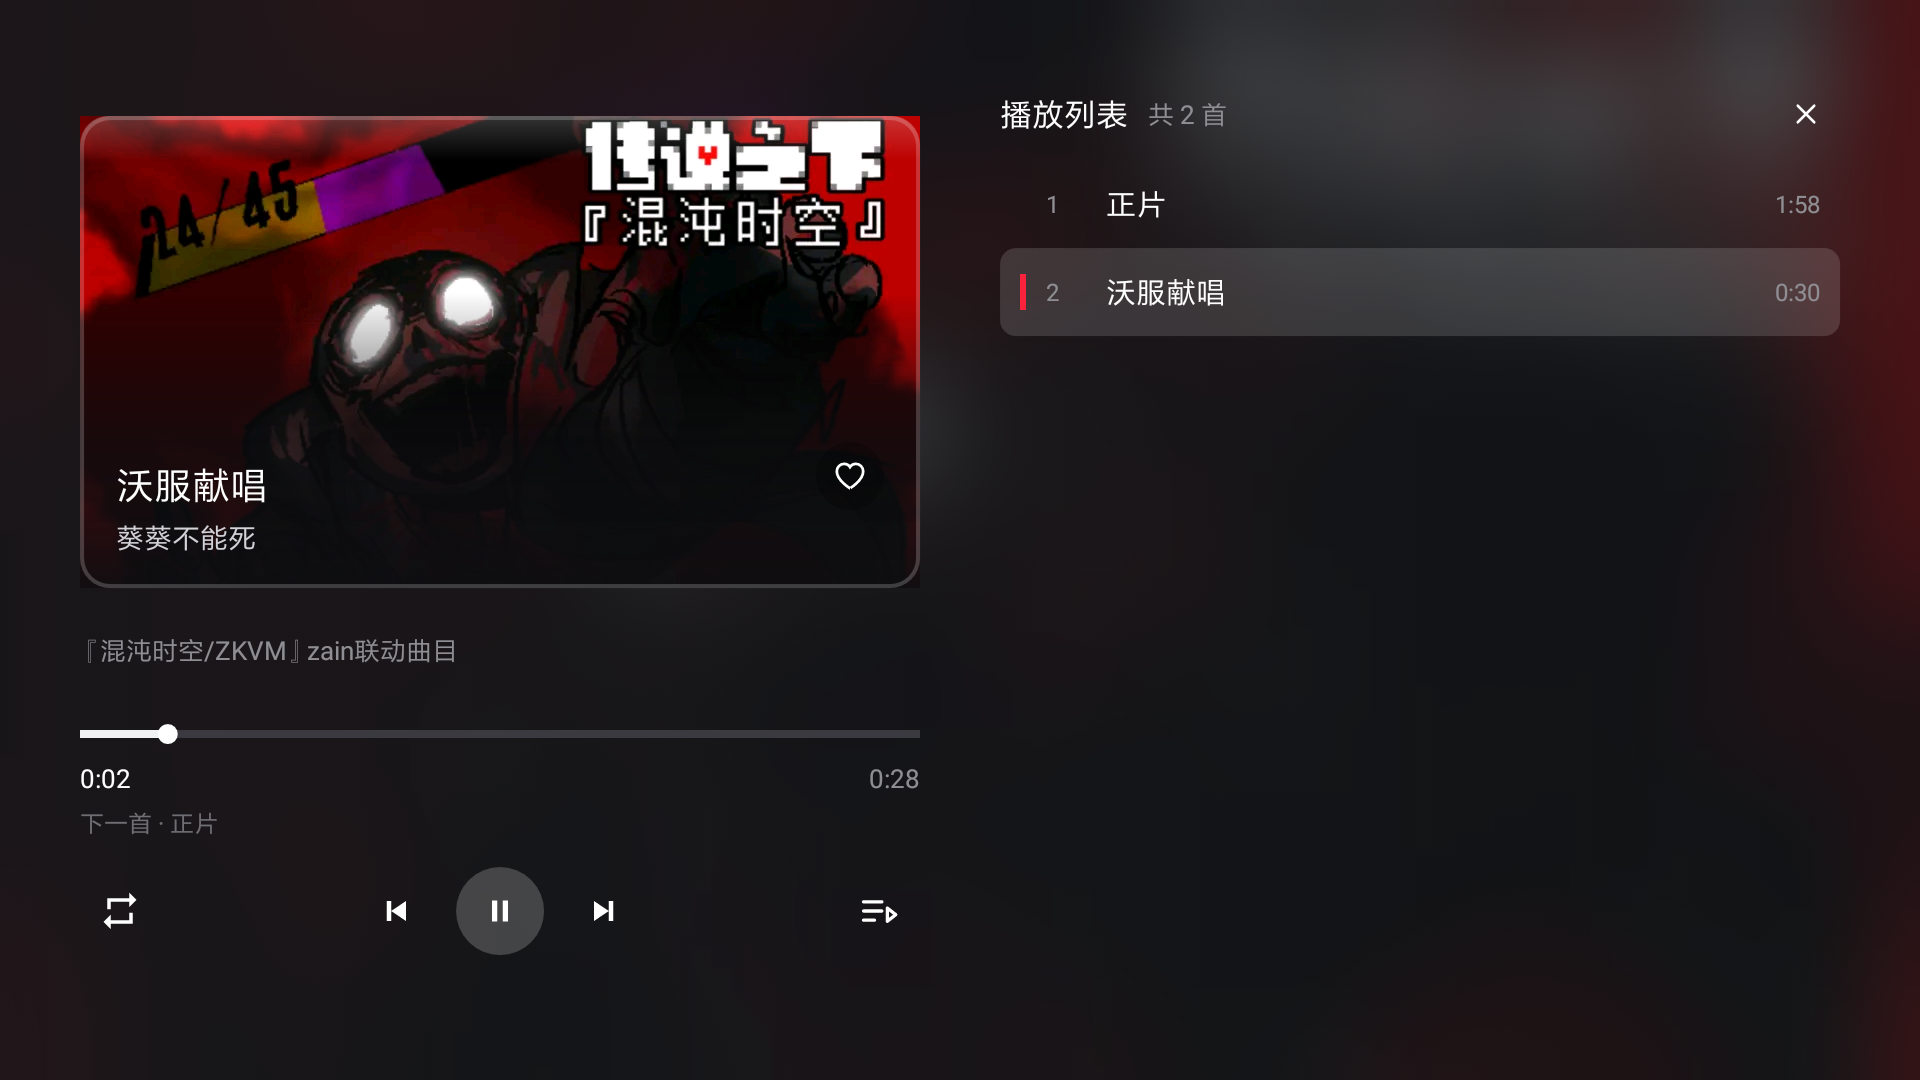 24/45
传说之下
『混沌时空』
沃服献唱
葵葵不能死
『混沌时空/ZKVM』zain联动曲目
0:02
0:28
下一首 · 正片
播放列表 共 2 首
1 正片 1:58
2 沃服献唱 0:30